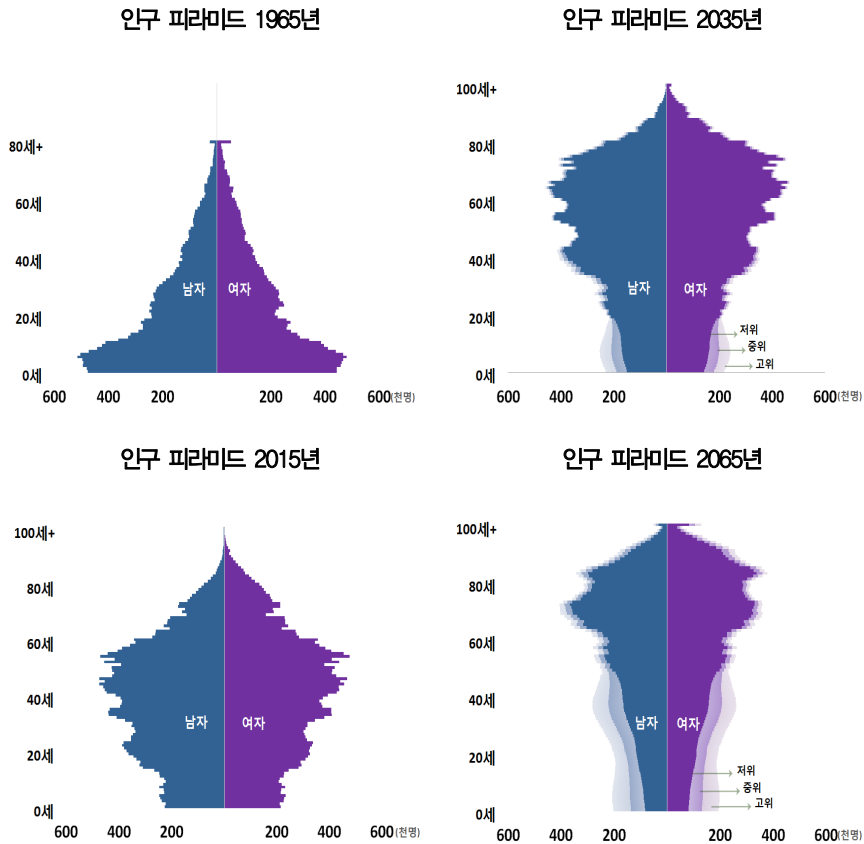 인구 피라미드 1965년
80세+
60세
40세
20세
0세
남자
여자
600 400 200 200 400 600(천명)
인구 피라미드 2035년
100세+
80세
60세
40세
20세
0세
남자
여자
저위
중위
고위
600 400 200 200 400 600(천명)
인구 피라미드 2015년
100세+
80세
60세
40세
20세
0세
남자
여자
600 400 200 200 400 600(천명)
인구 피라미드 2065년
100세+
80세
60세
40세
20세
0세
남자
여자
저위
중위
고위
600 400 200 200 400 600(천명)